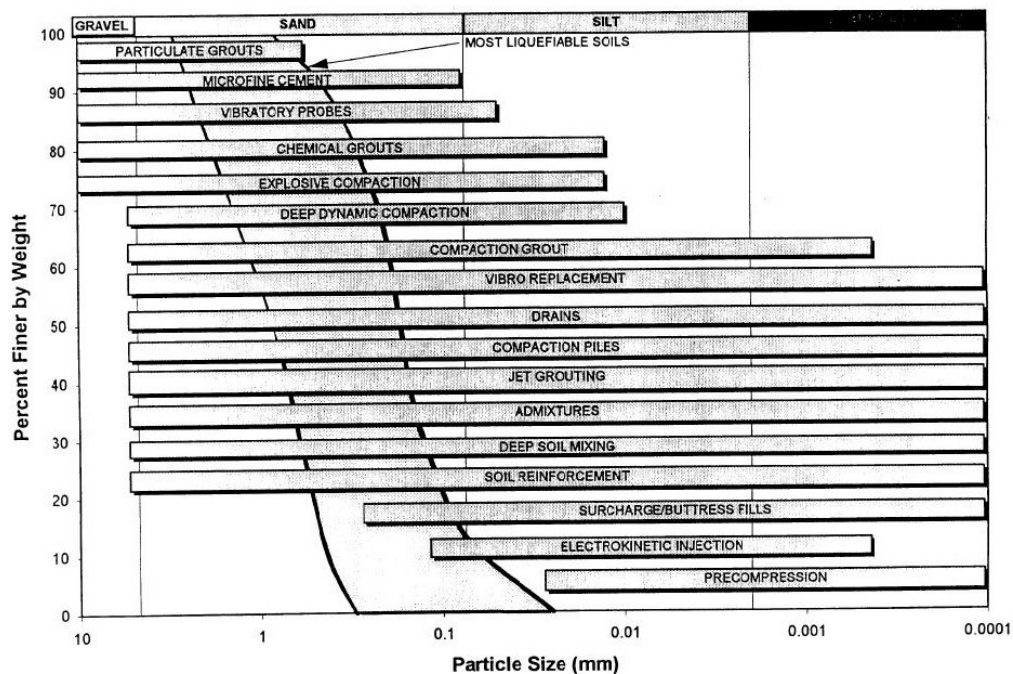 GRAVEL SAND SILT
100
MOST LIQUEFIABLE SOILS
PARTICULATE GROUTS
MICROFINE CEMENT
90
VIBRATORY PROBES
80
CHEMICAL GROUTS
EXPLOSIVE COMPACTION
70
DEEP DYNAMIC COMPACTION
COMPACTION GROUT
60
VIBRO REPLACEMENT
50
DRAINS
COMPACTION PILES
40
JET GROUTING
ADMIXTURES
30
DEEP SOIL MIXING
SOIL REINFORCEMENT
20
SURCHARGE/BUTTRESS FILLS
10
ELECTROKINETIC INJECTION
PRECOMPRESSION
0
Percent Finer by Weight
10 1 0.1 0.01 0.001 0.0001
Particle Size (mm)